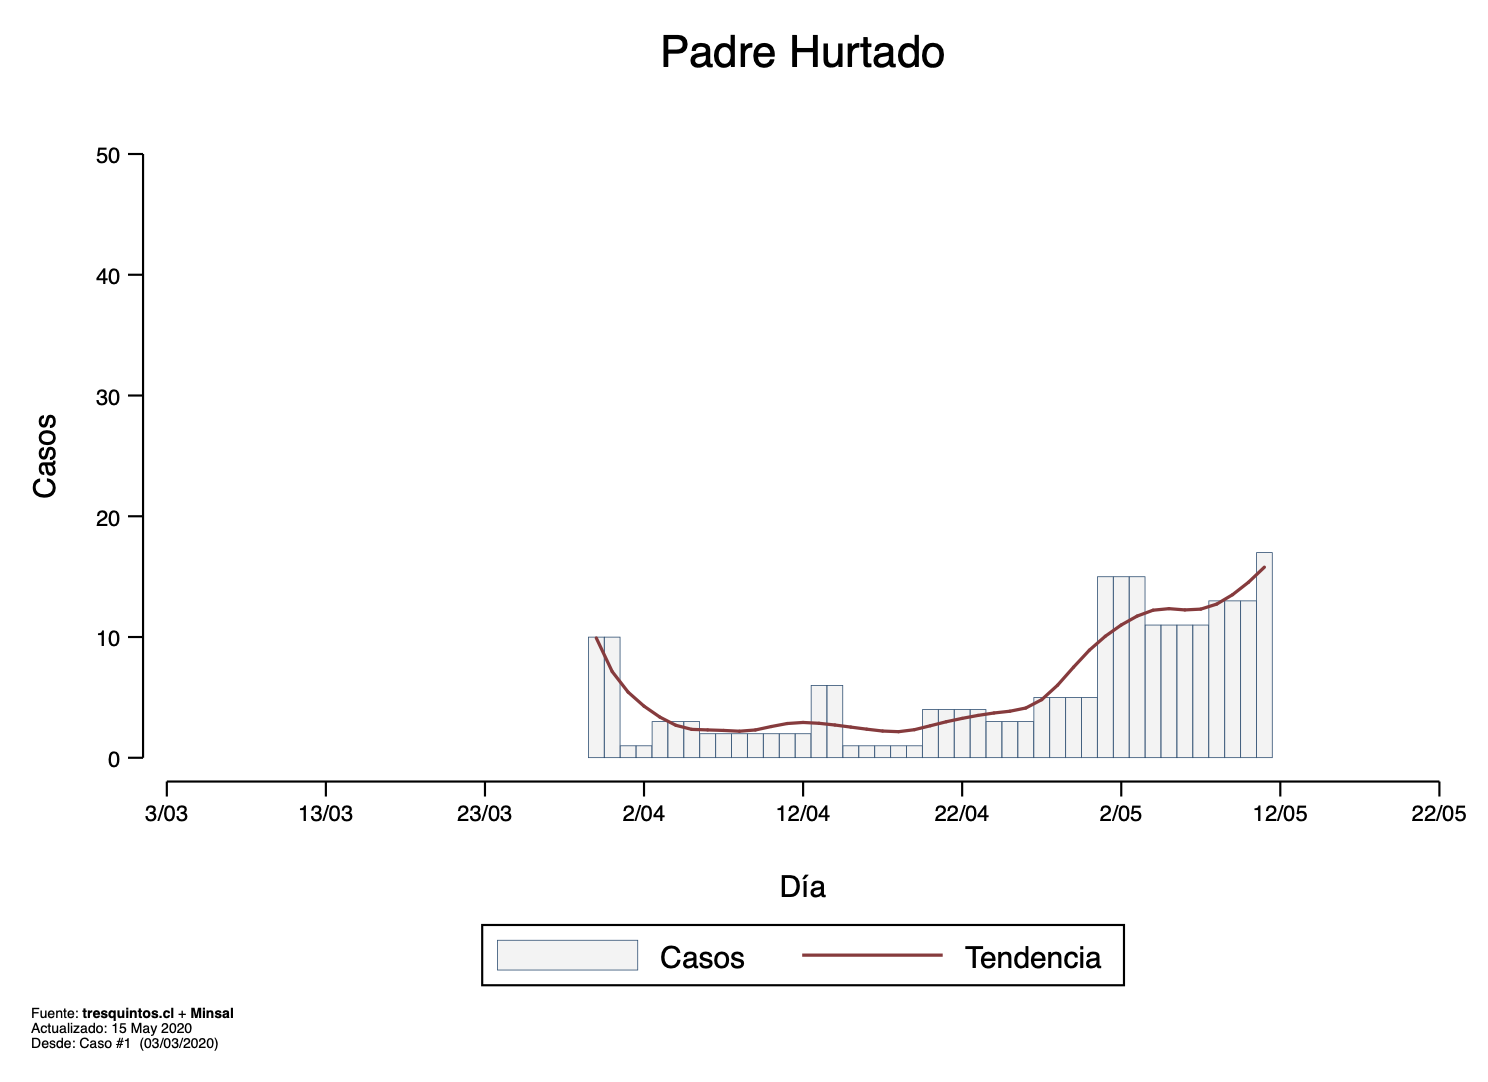 Padre Hurtado
50
40
30
20
10
0
Casos
3/03 13/03 23/03 2/04 12/04 22/04 2/05 12/05 22/05
Día
Casos Tendencia
Fuente: tresquintos.cl + Minsal
Actualizado: 15 May 2020
Desde: Caso #1 (03/03/2020)